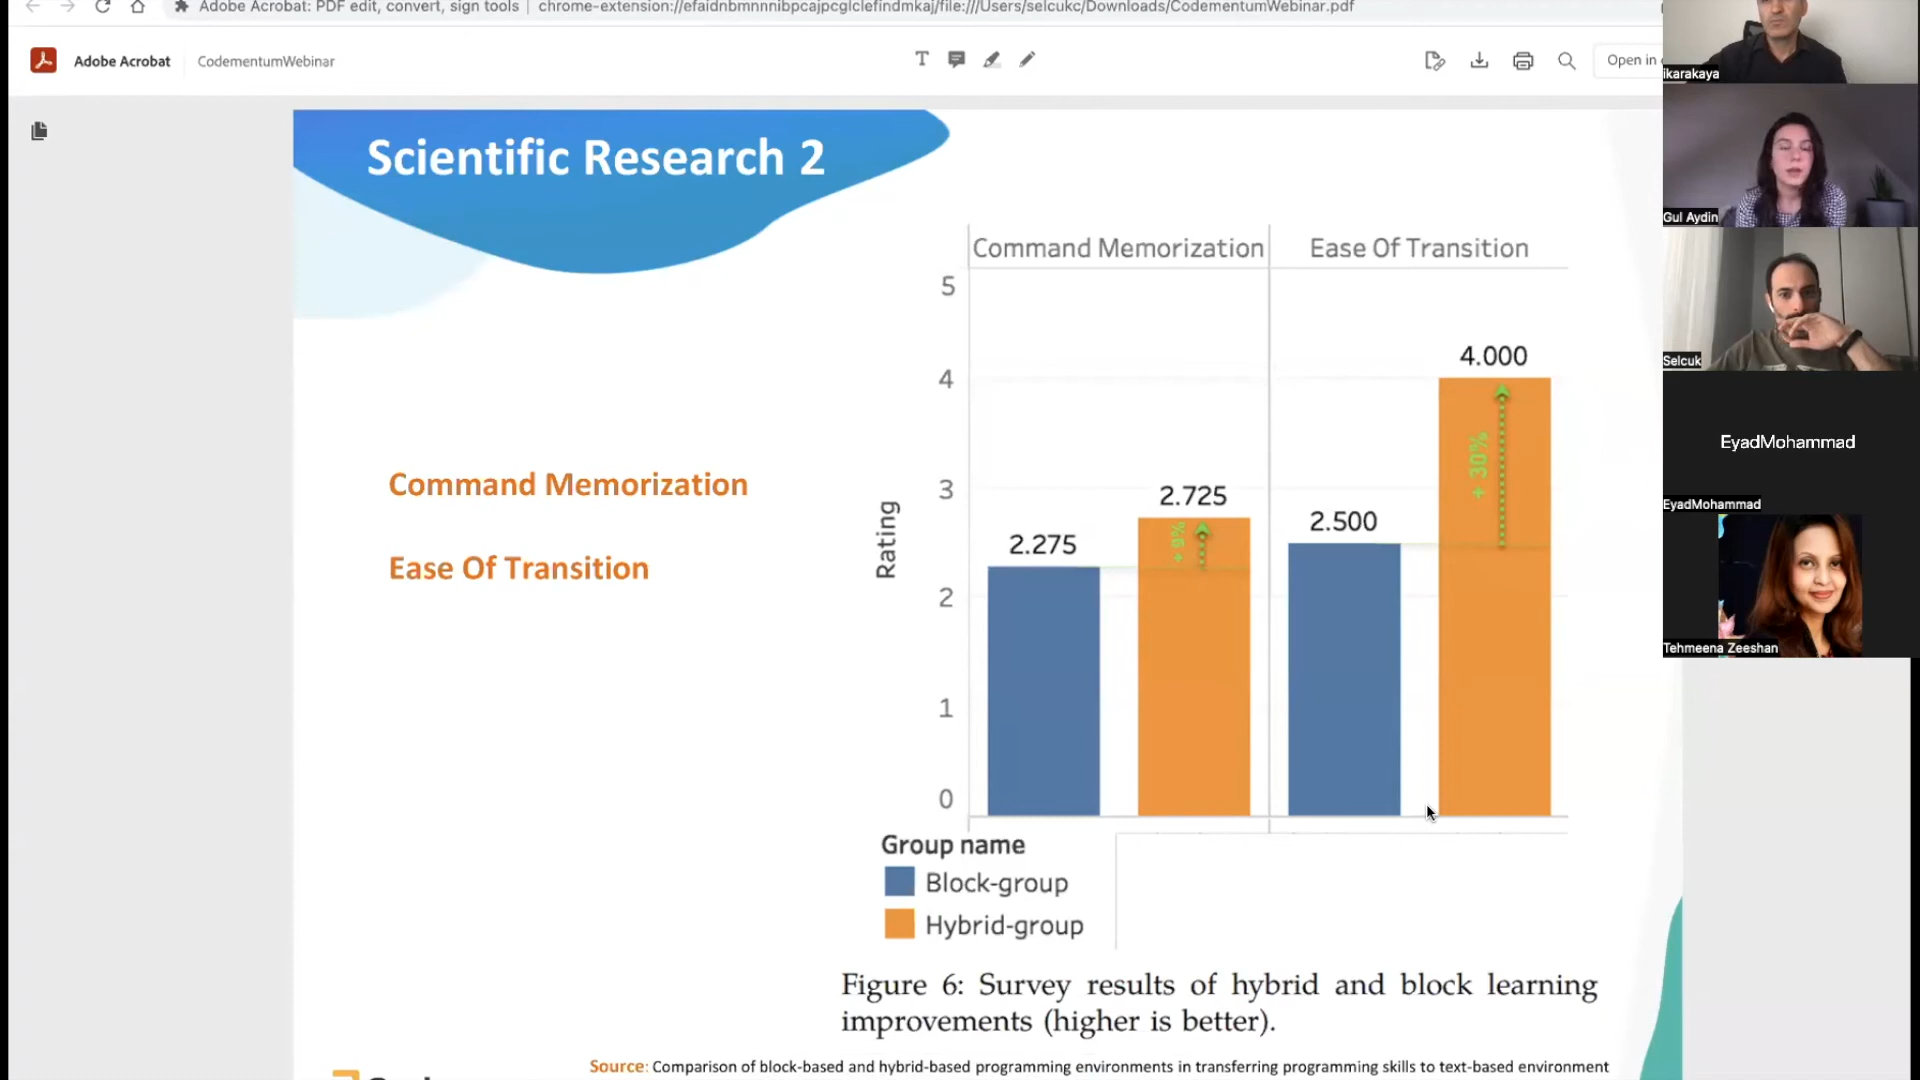 Adobe Acrobat: PDF edit, convert, sign tools | chrome-extension://efaidnbmnnnibpcajpcglclefindmkaj/file:///Users/selcukc/Downloads/CodementumWebinar.pdf
Adobe Acrobat CodementumWebinar
Open in
ikarakaya
Gul Aydin
Selcuk
EyadMohammad
EyadMohammad
Tehmeena Zeeshan
Scientific Research 2
Command Memorization
Ease Of Transition
Command Memorization Ease Of Transition
5
4
3
2
1
0
Rating
2.275
2.725
2.500
4.000
+ 9%
+ 30%
Group name
Block-group
Hybrid-group
Figure 6: Survey results of hybrid and block learning
improvements (higher is better).
Source: Comparison of block-based and hybrid-based programming environments in transferring programming skills to text-based environment